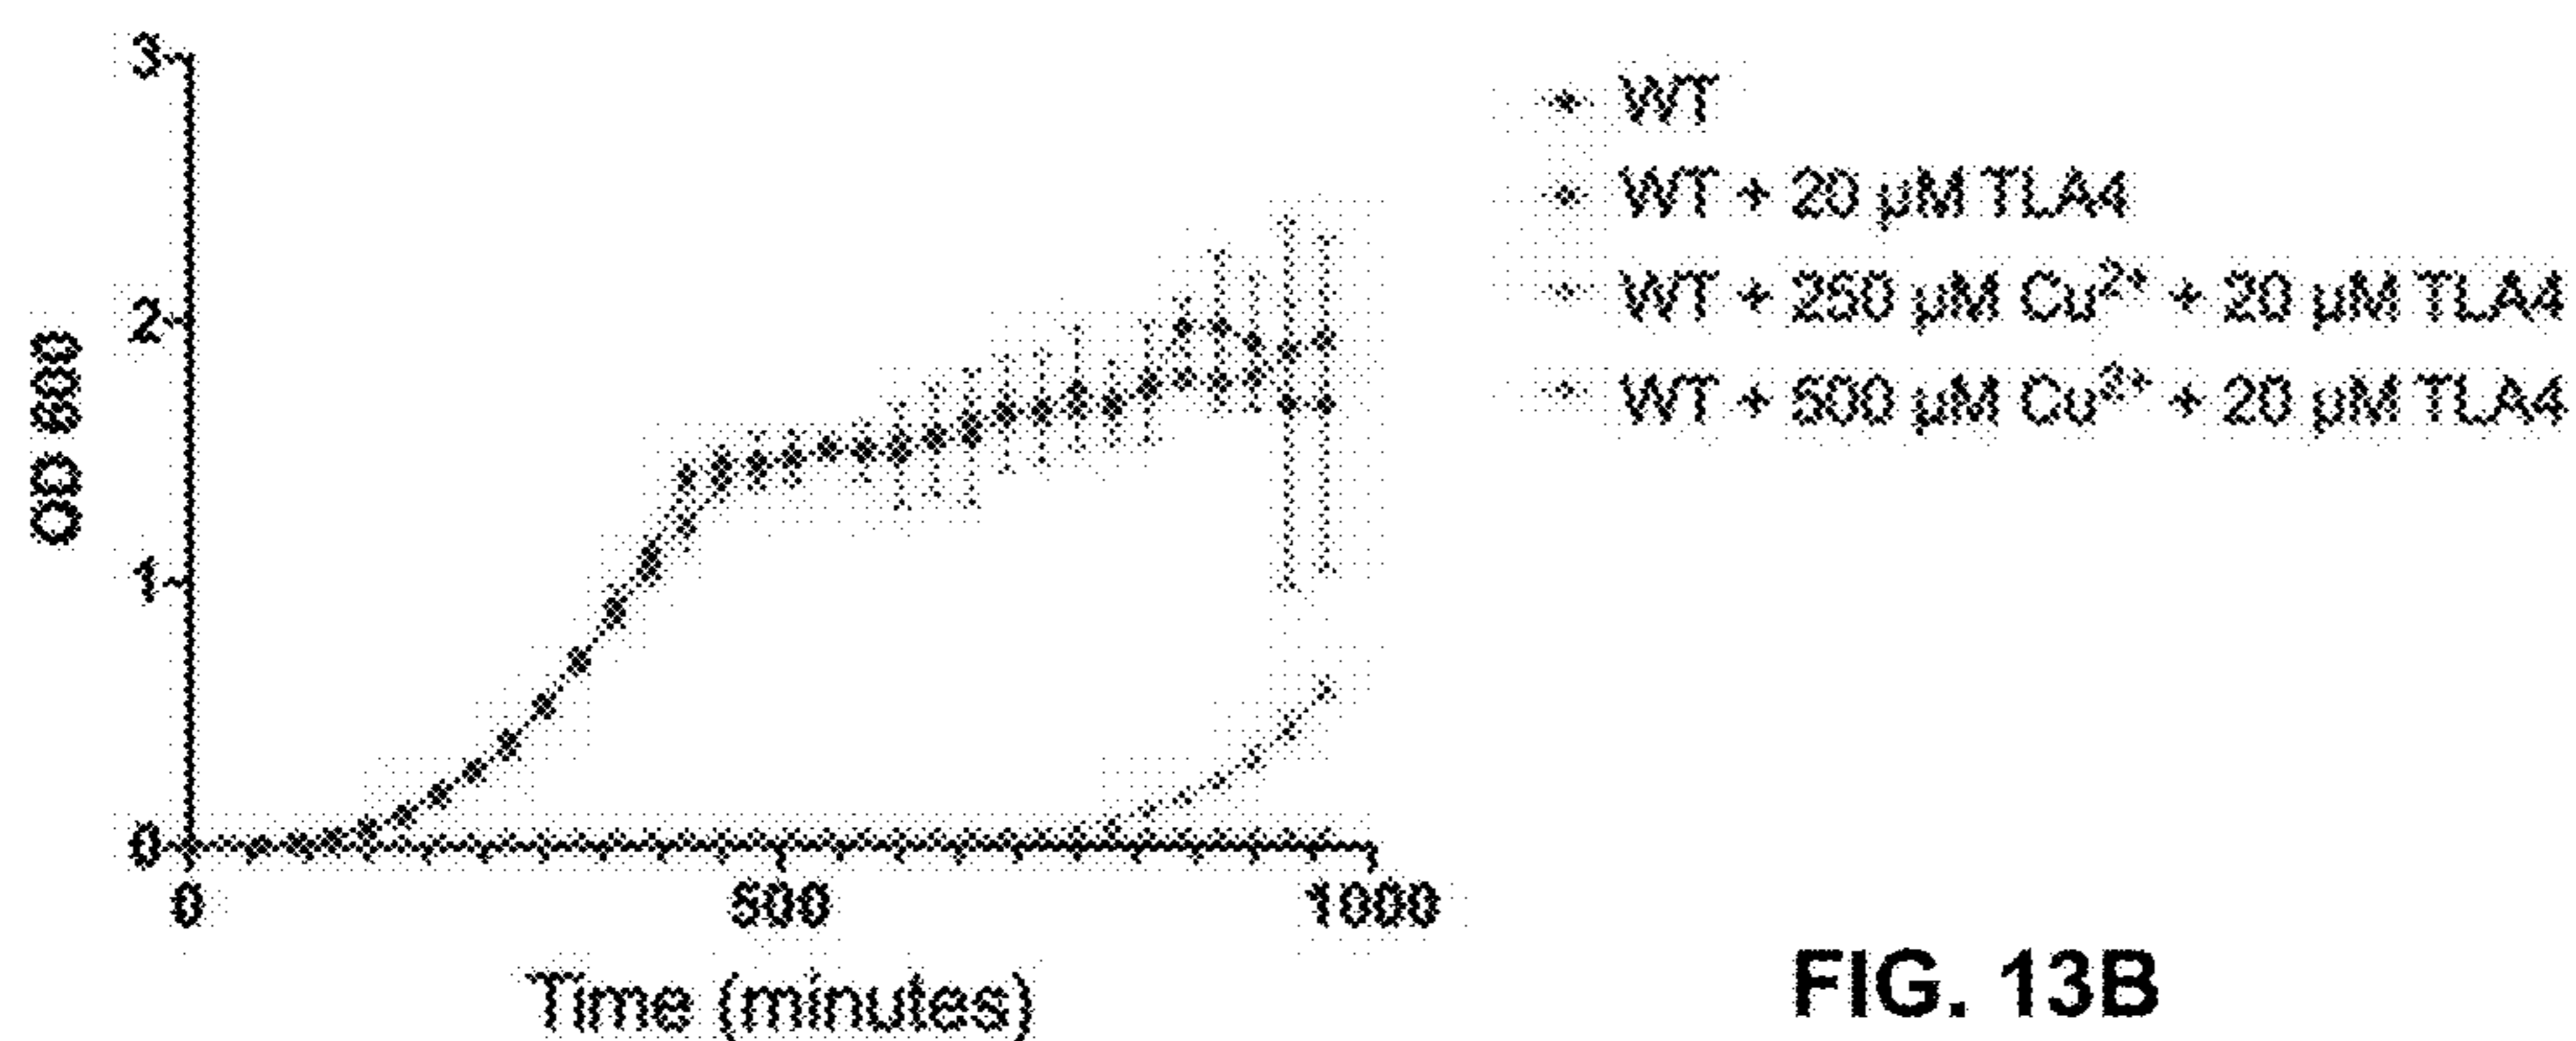 3
2
1
0
OD 600
0
500
1000
Time (minutes)
WT
WT + 20 µM TLA4
WT + 250 µM Cu²⁺ + 20 µM TLA4
WT + 500 µM Cu²⁺ + 20 µM TLA4
FIG. 13B